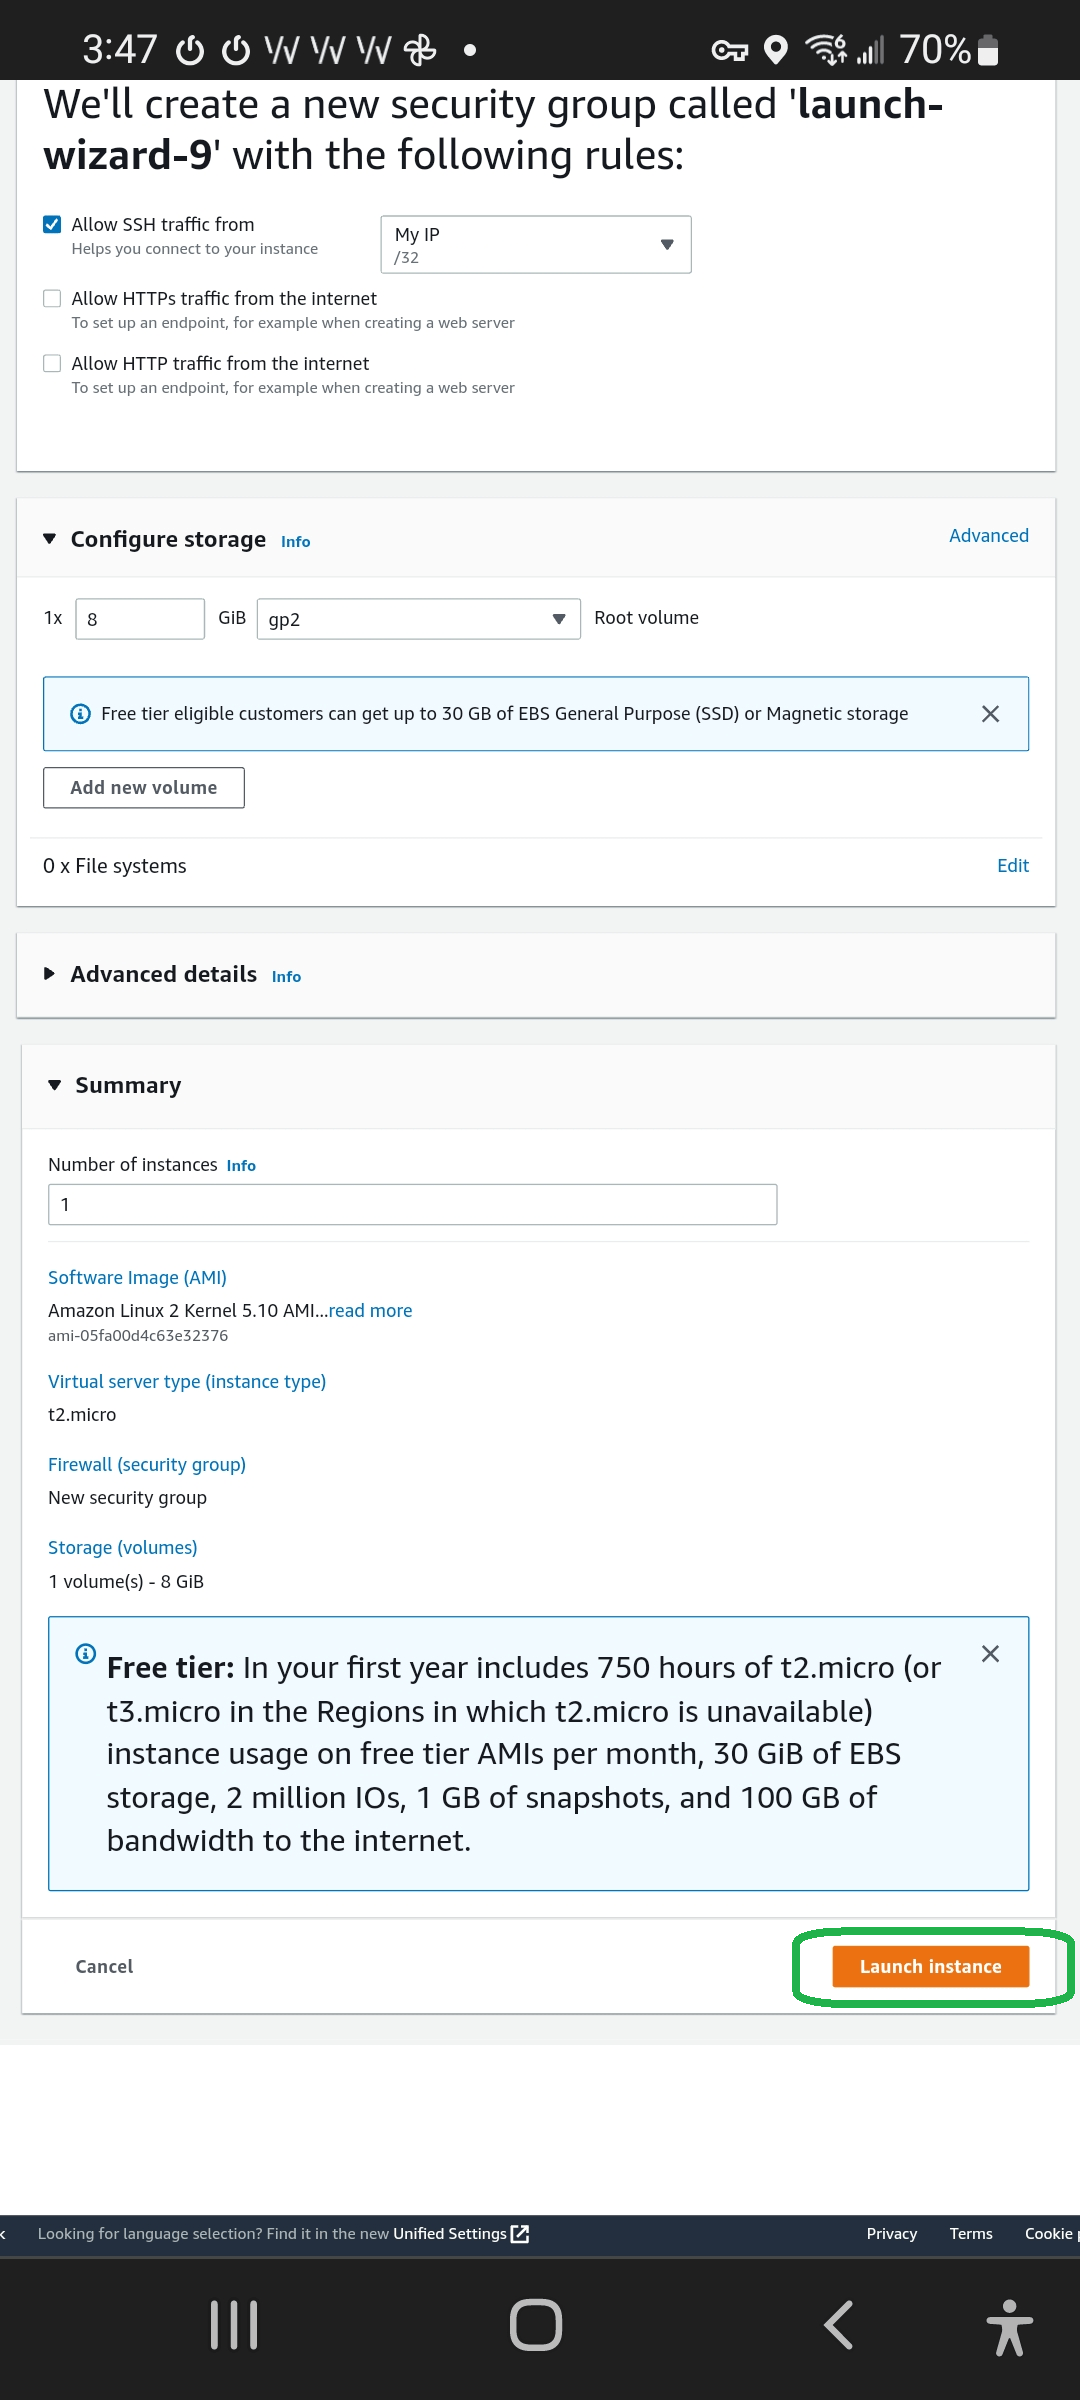 3:47
70%
We'll create a new security group called 'launch-
wizard-9' with the following rules:
Allow SSH traffic from
Helps you connect to your instance
My IP
/32
Allow HTTPs traffic from the internet
To set up an endpoint, for example when creating a web server
Allow HTTP traffic from the internet
To set up an endpoint, for example when creating a web server
Configure storage Info
Advanced
1x 8 GiB gp2 Root volume
Free tier eligible customers can get up to 30 GB of EBS General Purpose (SSD) or Magnetic storage
Add new volume
0 x File systems
Edit
Advanced details Info
Summary
Number of instances Info
1
Software Image (AMI)
Amazon Linux 2 Kernel 5.10 AMI...read more
ami-05fa00d4c63e32376
Virtual server type (instance type)
t2.micro
Firewall (security group)
New security group
Storage (volumes)
1 volume(s) - 8 GiB
Free tier: In your first year includes 750 hours of t2.micro (or
t3.micro in the Regions in which t2.micro is unavailable)
instance usage on free tier AMIs per month, 30 GiB of EBS
storage, 2 million IOs, 1 GB of snapshots, and 100 GB of
bandwidth to the internet.
Cancel
Launch instance
Looking for language selection? Find it in the new Unified Settings
Privacy Terms Cookie